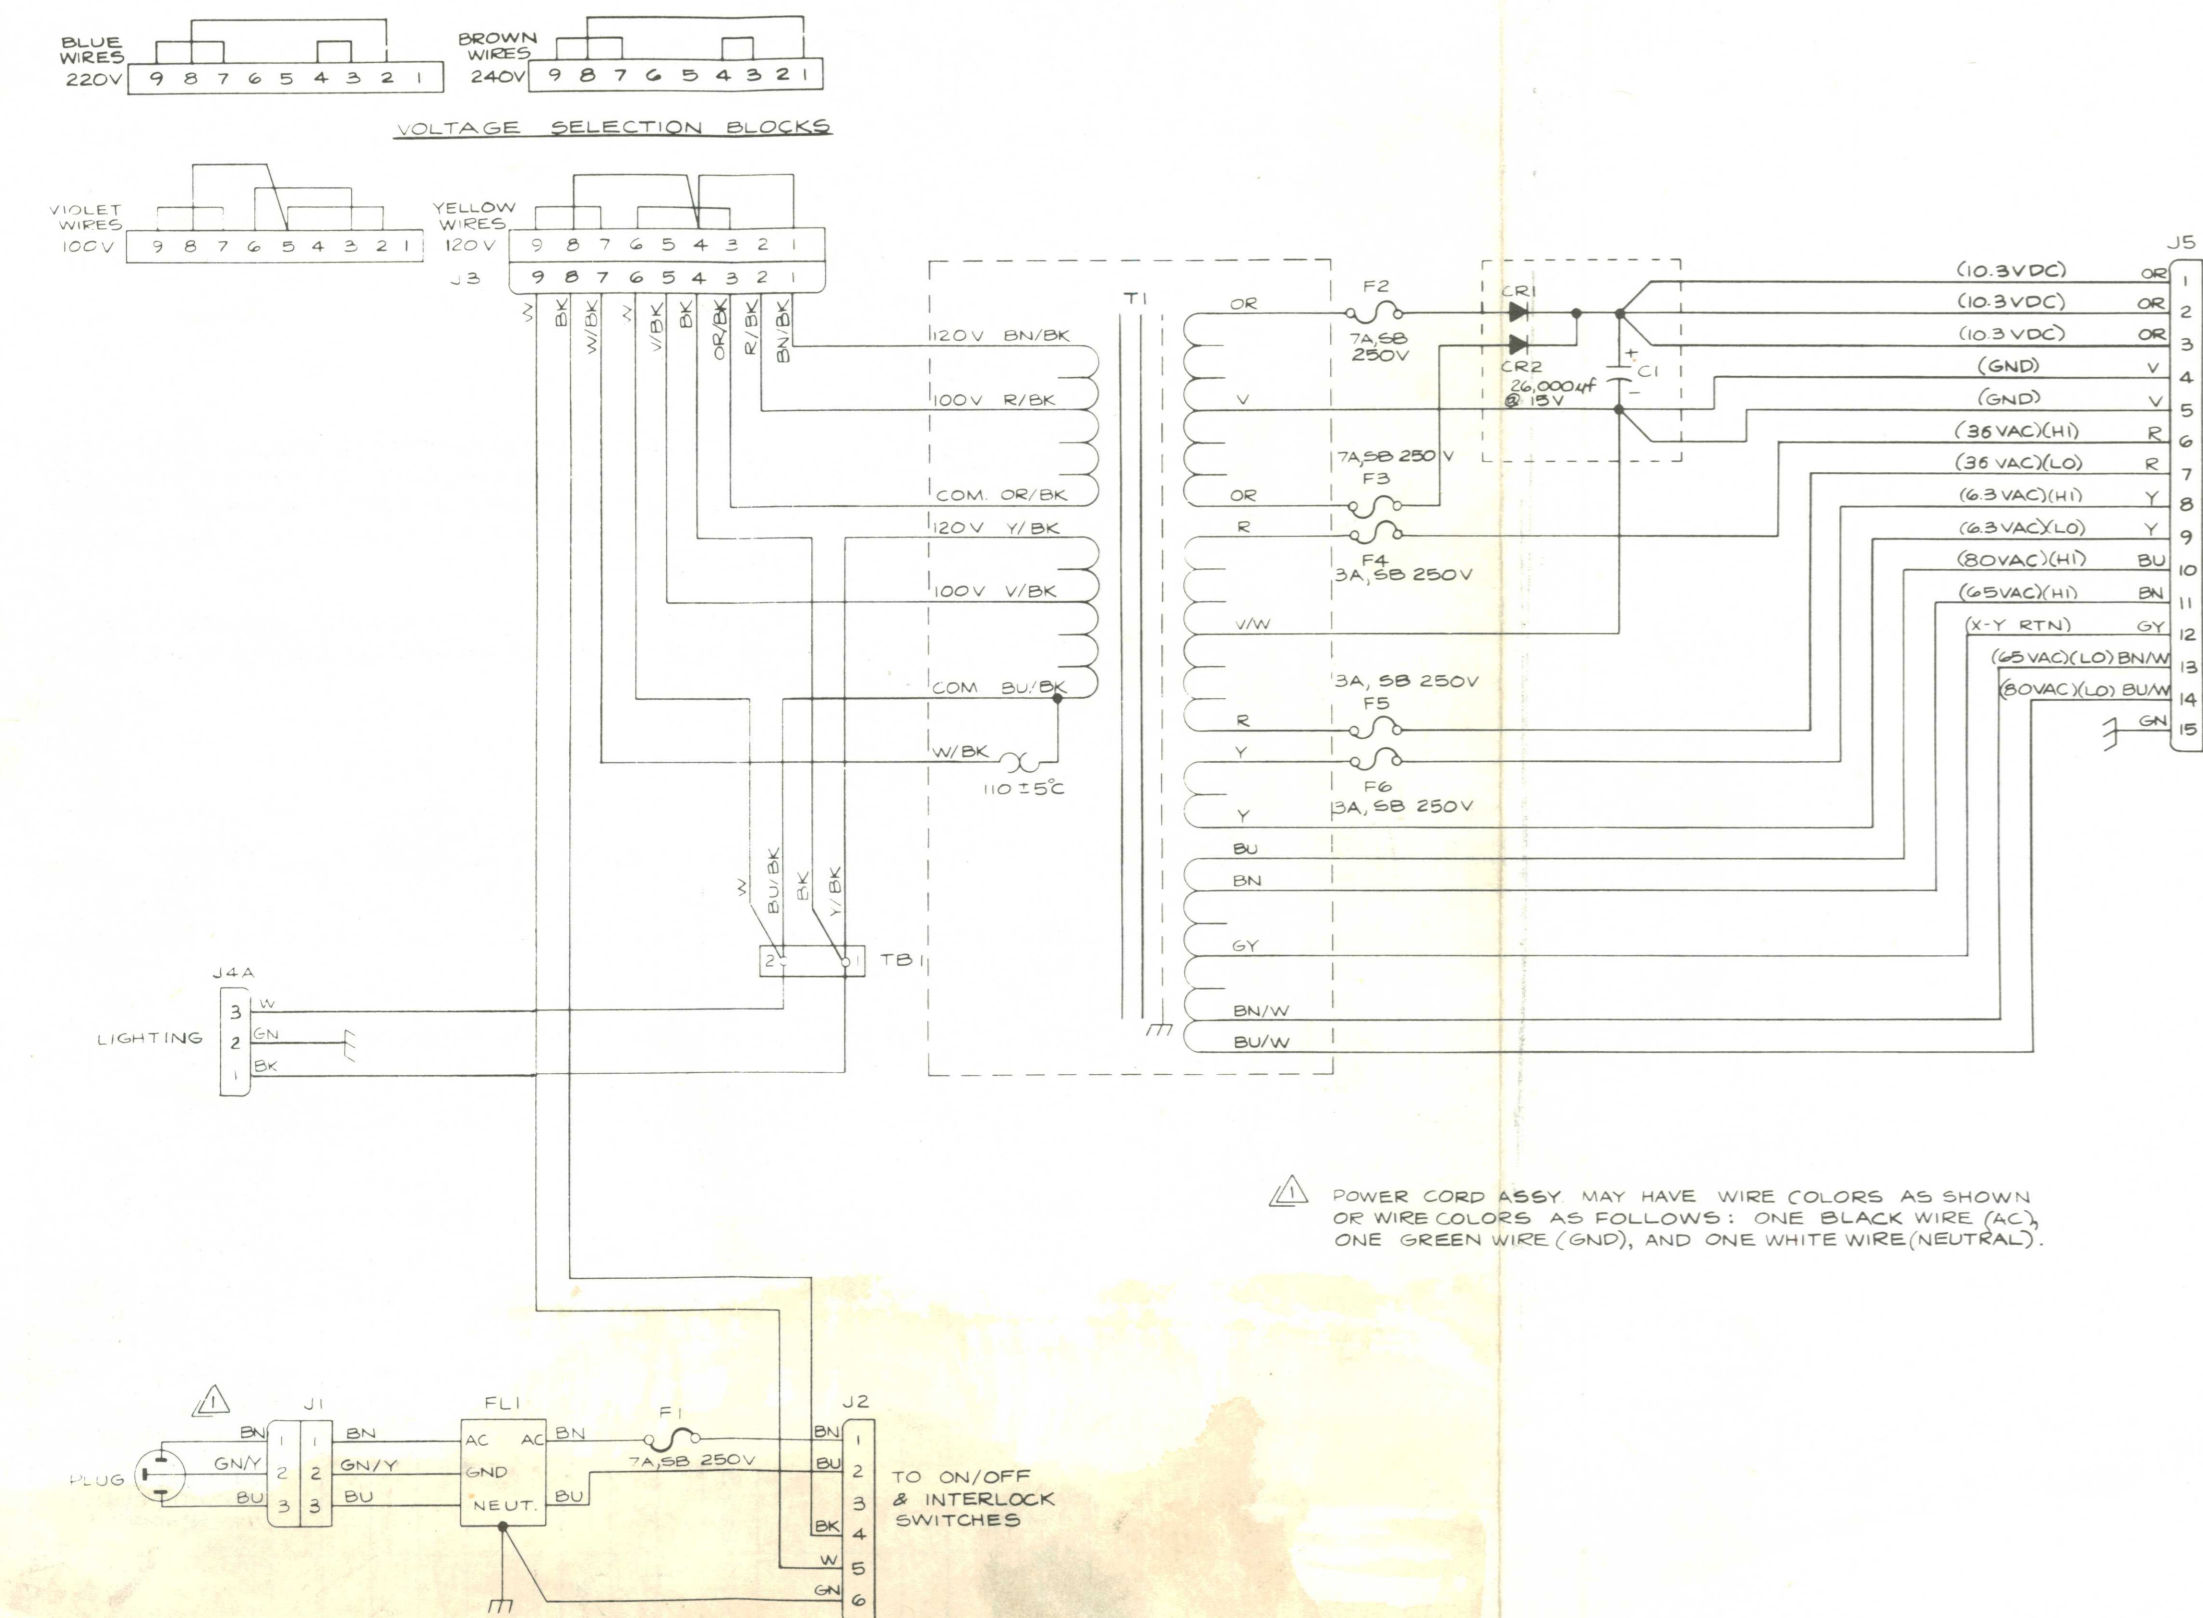 BLUE
WIRES
220V
9 8 7 6 5 4 3 2 1
BROWN
WIRES
240V
9 8 7 6 5 4 3 2 1
VOLTAGE SELECTION BLOCKS
VIOLET
WIRES
100V
9 8 7 6 5 4 3 2 1
YELLOW
WIRES
120V
9 8 7 6 5 4 3 2 1
J3
9 8 7 6 5 4 3 2 1
W
BK
W/BK
W
V/BK
BK
OR/BK
R/BK
BN/BK
120V BN/BK
100V R/BK
COM. OR/BK
120V Y/BK
100V V/BK
COM BU/BK
W/BK
110 ±5°C
T1
OR
V
OR
R
V/W
R
Y
Y
BU
BN
GY
BN/W
BU/W
F2
7A,SB
250V
7A,SB 250V
F3
F4
3A, SB 250V
3A, SB 250V
F5
F6
3A, SB 250V
CR1
CR2
26,000µf
@ 15V
+
C1
-
J5
(10.3VDC) OR 1
(10.3VDC) OR 2
(10.3VDC) OR 3
(GND) V 4
(GND) V 5
(36VAC)(HI) R 6
(36 VAC)(LO) R 7
(6.3 VAC)(HI) Y 8
(6.3 VAC)(LO) Y 9
(80VAC)(HI) BU 10
(65VAC)(HI) BN 11
(X-Y RTN) GY 12
(65VAC)(LO) BN/W 13
(80VAC)(LO) BU/W 14
GN 15
W
BU/BK
BK
Y/BK
2 1
TB1
J4A
LIGHTING
3 W
2 GN
1 BK
1 POWER CORD ASSY. MAY HAVE WIRE COLORS AS SHOWN
OR WIRE COLORS AS FOLLOWS: ONE BLACK WIRE (AC),
ONE GREEN WIRE (GND), AND ONE WHITE WIRE (NEUTRAL).
1
PLUG
J1
BN 1 1 BN
GN/Y 2 2 GN/Y
BU 3 3 BU
FL1
AC AC
GND
NEUT.
BN
BU
F1
7A,SB 250V
J2
BN 1
BU 2
3
BK 4
W 5
GN 6
TO ON/OFF
& INTERLOCK
SWITCHES